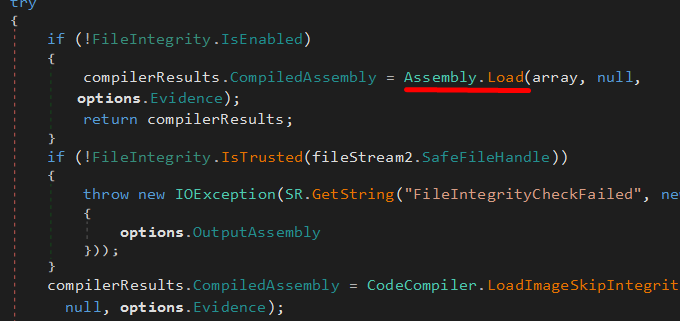 try
{
if (!FileIntegrity.IsEnabled)
{
compilerResults.CompiledAssembly = Assembly.Load(array, null,
options.Evidence);
return compilerResults;
}
if (!FileIntegrity.IsTrusted(fileStream2.SafeFileHandle))
{
throw new IOException(SR.GetString("FileIntegrityCheckFailed", ne
{
options.OutputAssembly
}));
}
compilerResults.CompiledAssembly = CodeCompiler.LoadImageSkipIntegrit
null, options.Evidence);